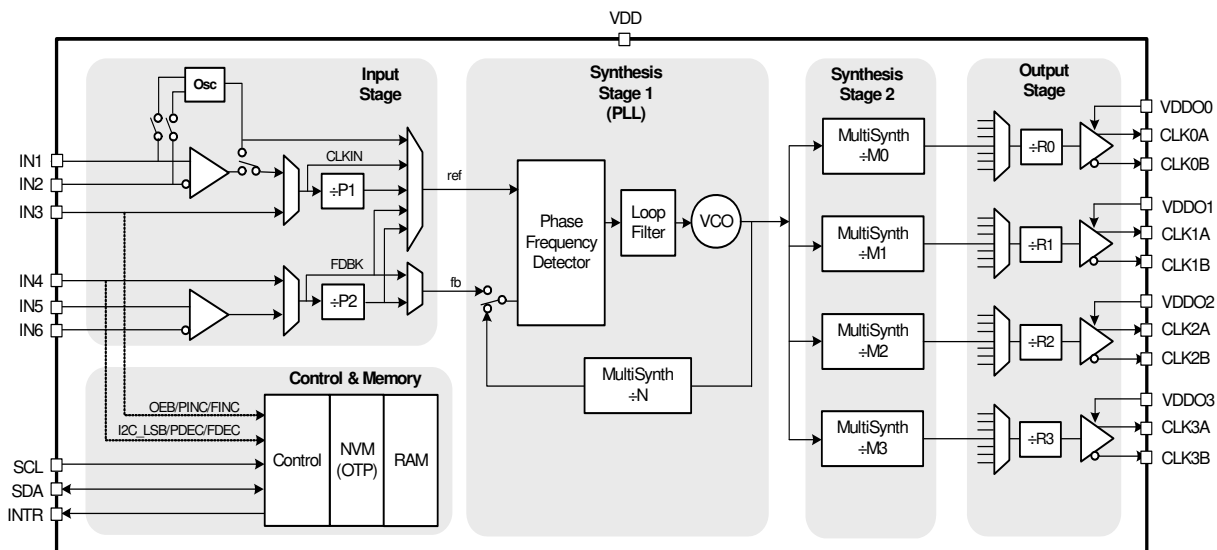 VDD
Input
Stage
Osc
IN1
IN2
IN3
IN4
IN5
IN6
CLKIN
÷P1
FDBK
÷P2
ref
fb
Synthesis
Stage 1
(PLL)
Phase
Frequency
Detector
Loop
Filter
VCO
MultiSynth
÷N
Synthesis
Stage 2
MultiSynth
÷M0
MultiSynth
÷M1
MultiSynth
÷M2
MultiSynth
÷M3
Output
Stage
÷R0
÷R1
÷R2
÷R3
VDDO0
CLK0A
CLK0B
VDDO1
CLK1A
CLK1B
VDDO2
CLK2A
CLK2B
VDDO3
CLK3A
CLK3B
Control & Memory
OEB/PINC/FINC
I2C_LSB/PDEC/FDEC
Control
NVM
(OTP)
RAM
SCL
SDA
INTR